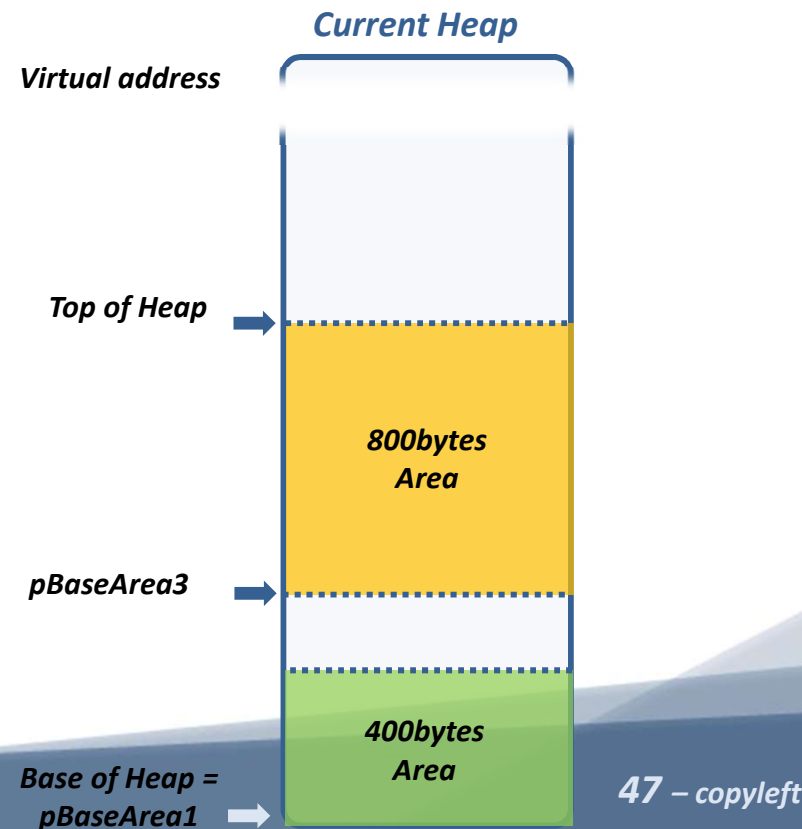 Current Heap
Virtual address
Top of Heap
800bytes
Area
pBaseArea3
400bytes
Area
Base of Heap =
pBaseArea1
47 – copyleft